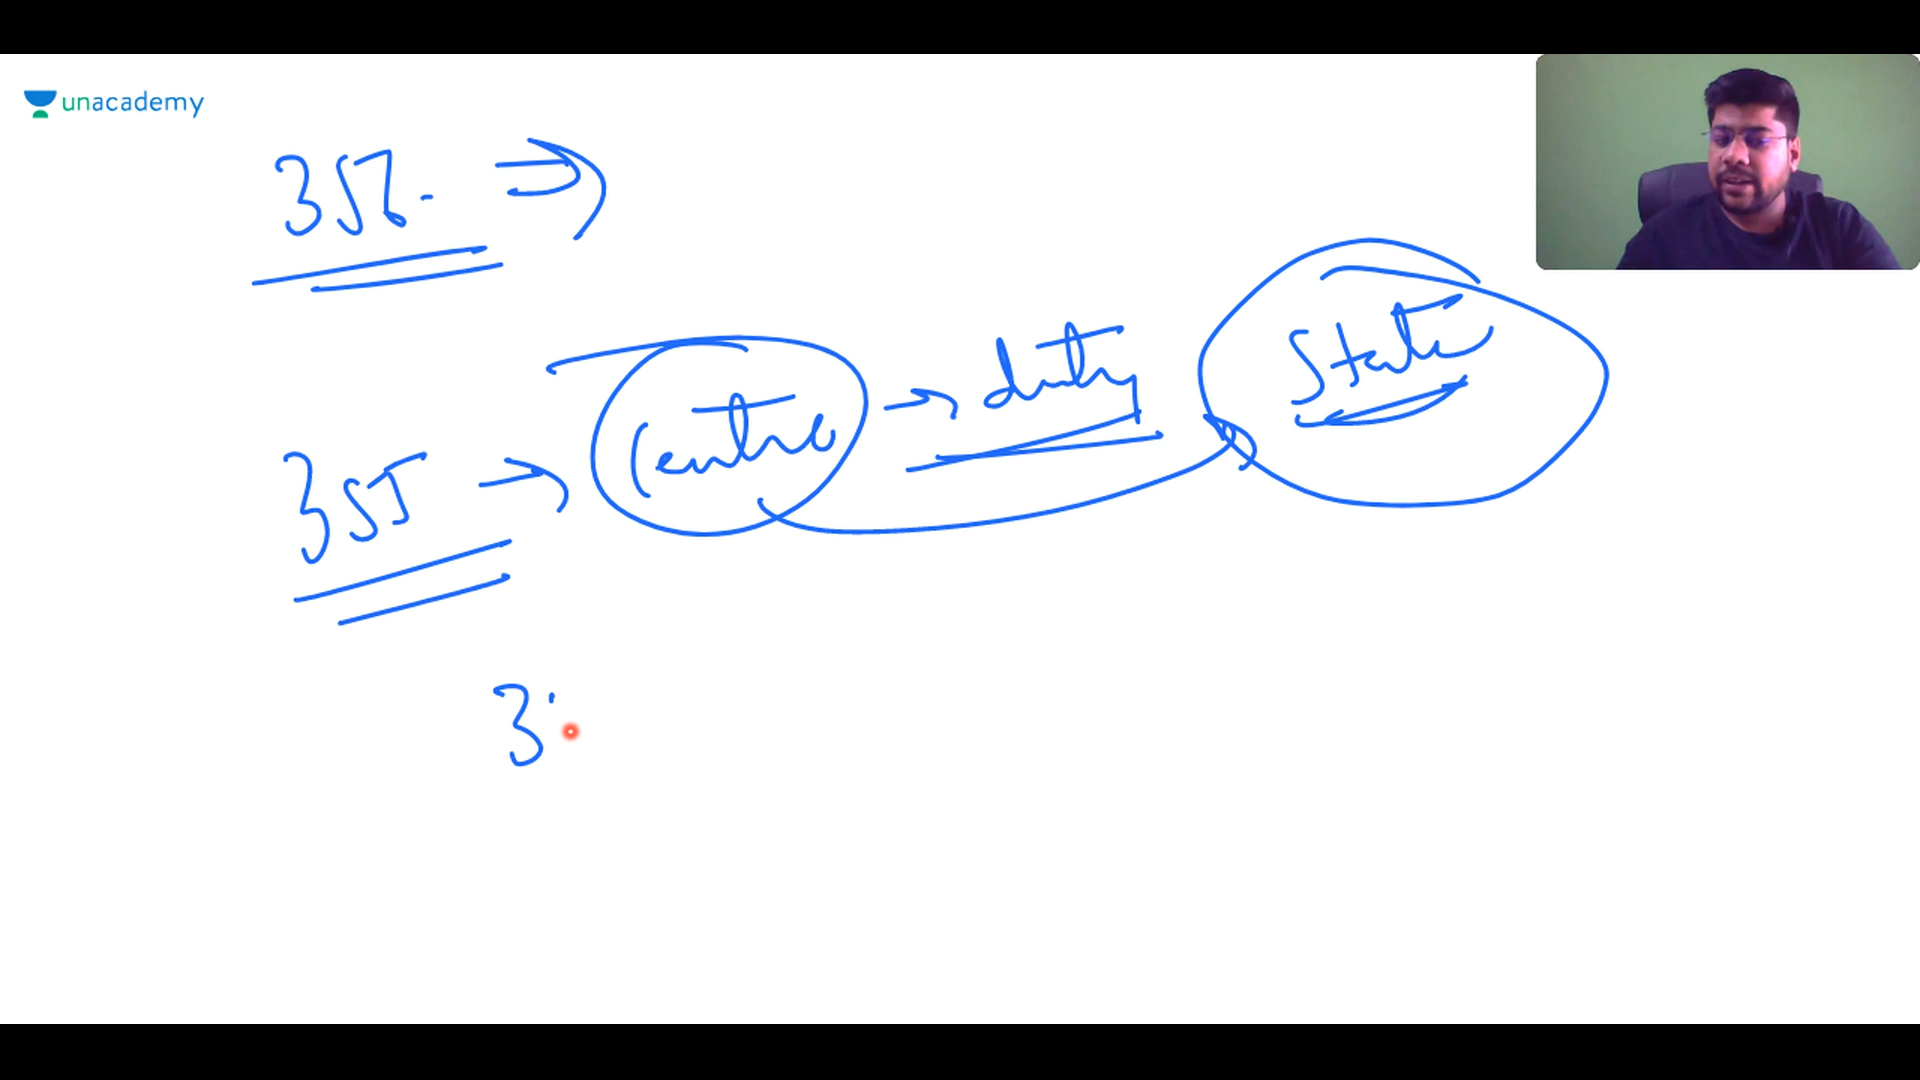 unacademy
356. ⇒
355 → Centre → duty State
3